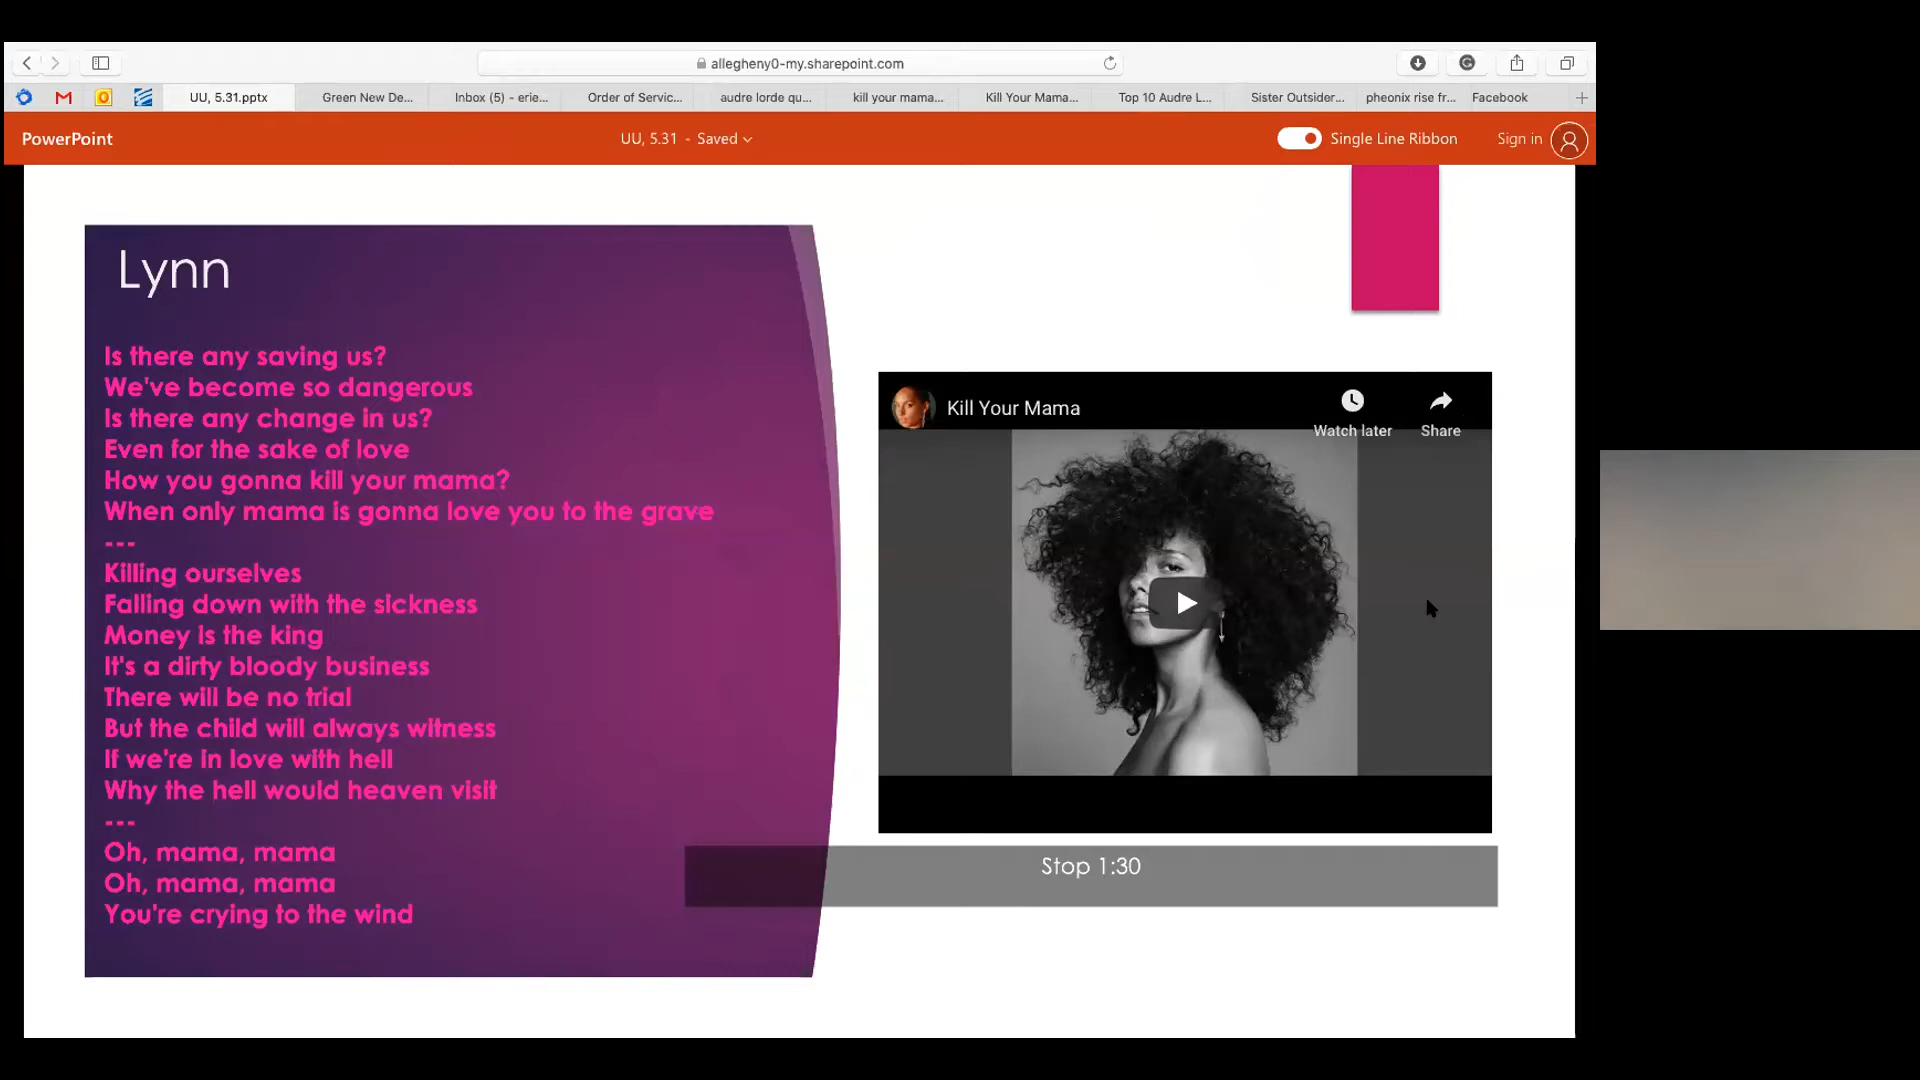 allegheny0-my.sharepoint.com
UU, 5.31.pptx
Green New De...
Inbox (5) - erie...
Order of Servic...
audre lorde qu...
kill your mama...
Kill Your Mama...
Top 10 Audre L...
Sister Outsider...
pheonix rise fr...
Facebook
PowerPoint
UU, 5.31 - Saved
Single Line Ribbon
Sign in
Lynn
Is there any saving us?
We've become so dangerous
Is there any change in us?
Even for the sake of love
How you gonna kill your mama?
When only mama is gonna love you to the grave
---
Killing ourselves
Falling down with the sickness
Money is the king
It's a dirty bloody business
There will be no trial
But the child will always witness
If we're in love with hell
Why the hell would heaven visit
---
Oh, mama, mama
Oh, mama, mama
You're crying to the wind
Kill Your Mama
Watch later
Share
Stop 1:30